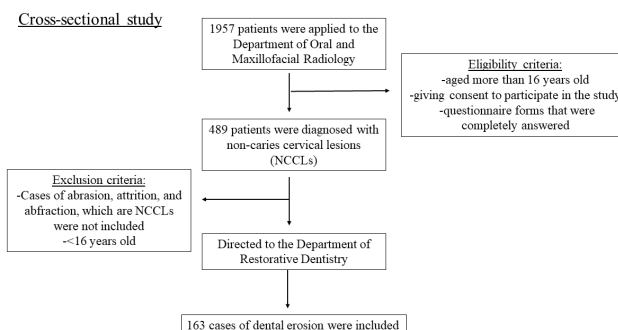 Cross-sectional study
1957 patients were applied to the
Department of Oral and
Maxillofacial Radiology
Eligibility criteria:
-aged more than 16 years old
-giving consent to participate in the study
-questionnaire forms that were
completely answered
489 patients were diagnosed with
non-caries cervical lesions
(NCCLs)
Exclusion criteria:
-Cases of abrasion, attrition, and
abfraction, which are NCCLs
were not included
-<16 years old
Directed to the Department of
Restorative Dentistry
163 cases of dental erosion were included